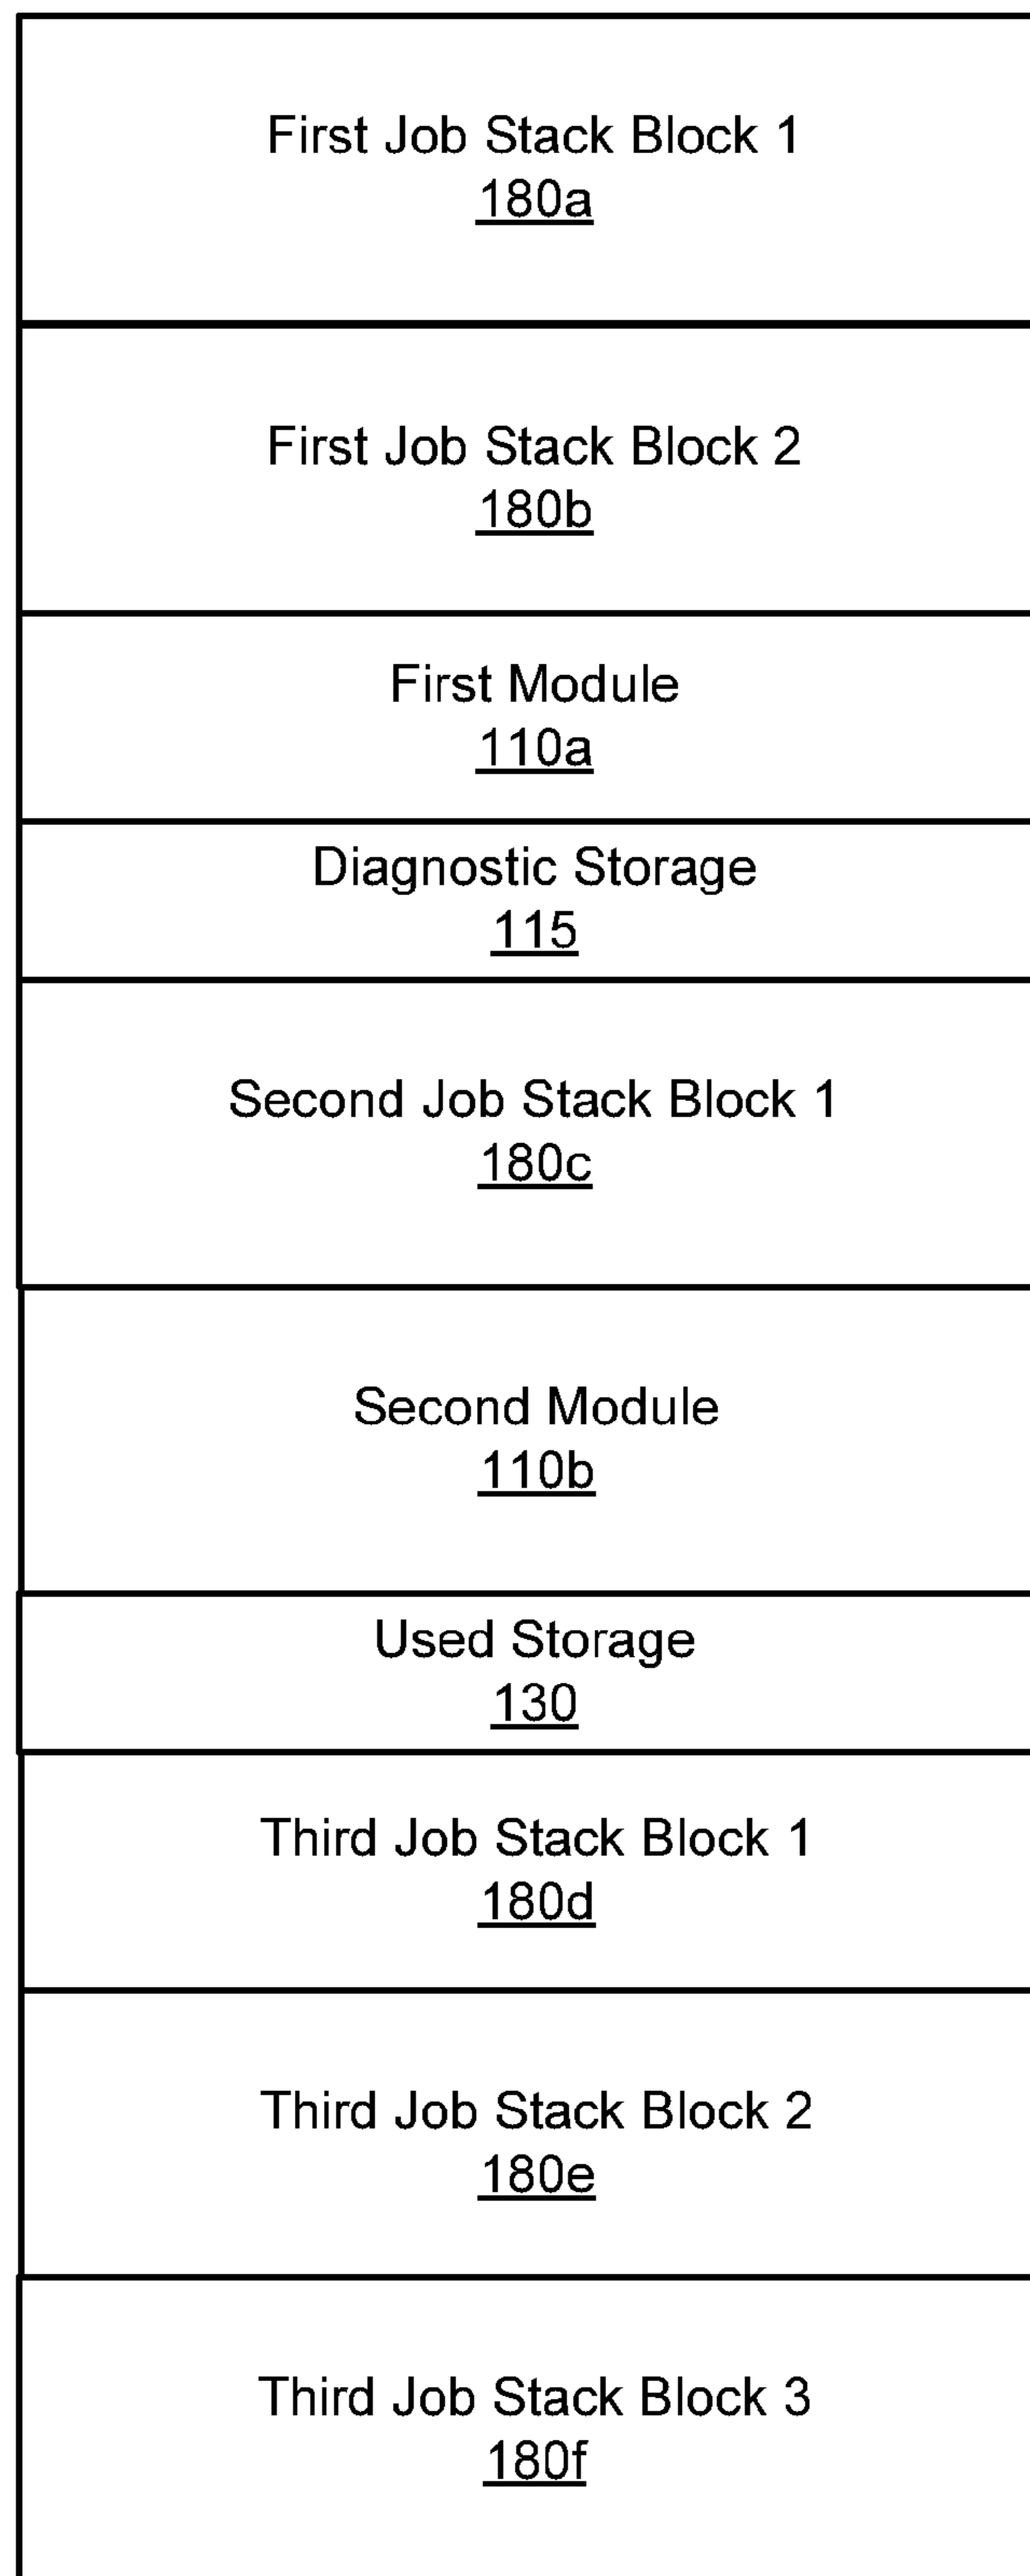 First Job Stack Block 1
180a
First Job Stack Block 2
180b
First Module
110a
Diagnostic Storage
115
Second Job Stack Block 1
180c
Second Module
110b
Used Storage
130
Third Job Stack Block 1
180d
Third Job Stack Block 2
180e
Third Job Stack Block 3
180f